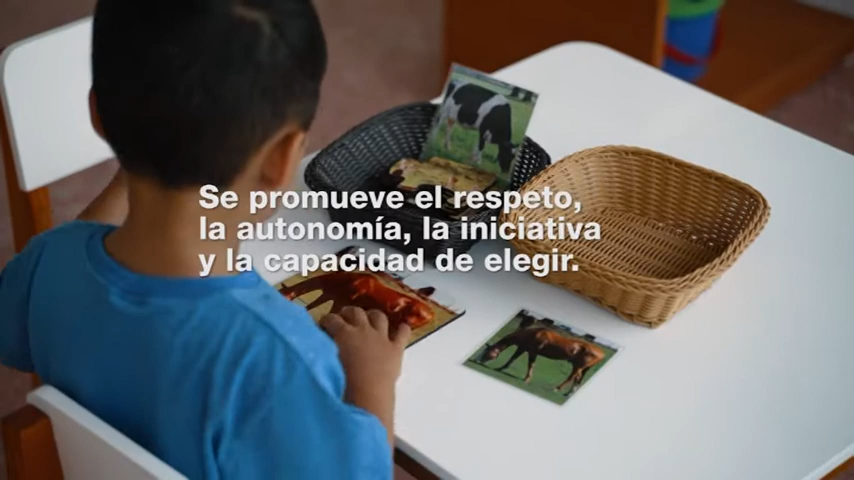 Se promueve el respeto,
la autonomía, la iniciativa
y la capacidad de elegir.